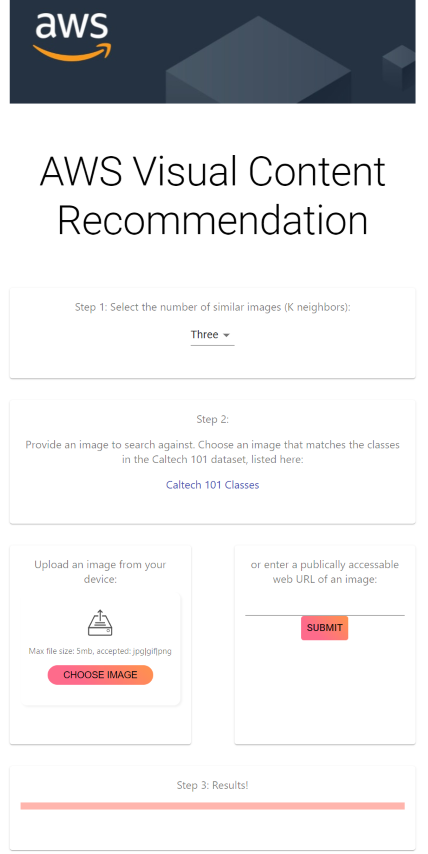 aws
AWS Visual Content
Recommendation
Step 1: Select the number of similar images (K neighbors):
Three
Step 2:
Provide an image to search against. Choose an image that matches the classes
in the Caltech 101 dataset, listed here:
Caltech 101 Classes
Upload an image from your
device:
Max file size: 5mb, accepted: jpg|gif|png
CHOOSE IMAGE
or enter a publically accessable
web URL of an image:
SUBMIT
Step 3: Results!